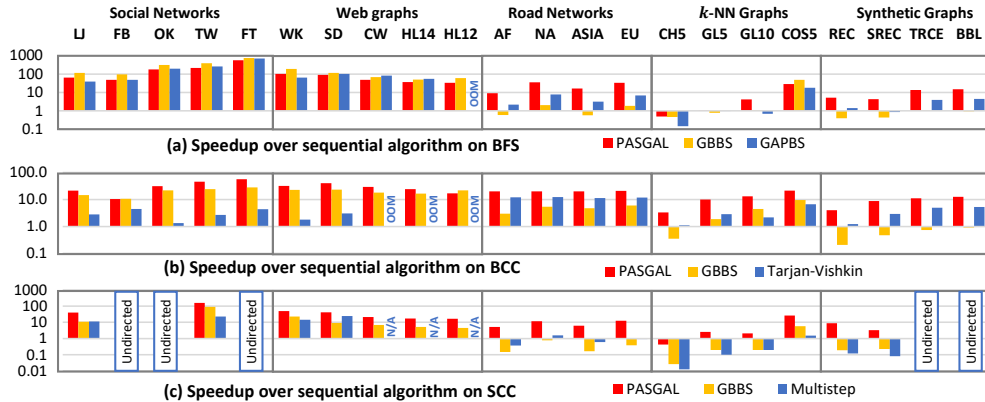 Social Networks Web graphs Road Networks k-NN Graphs Synthetic Graphs
LJ FB OK TW FT WK SD CW HL14 HL12 AF NA ASIA EU CH5 GL5 GL10 COS5 REC SREC TRCE BBL
1000
100
10
1
0.1
OOM
(a) Speedup over sequential algorithm on BFS
PASGAL GBBS GAPBS
100.0
10.0
1.0
0.1
OOM OOM OOM
(b) Speedup over sequential algorithm on BCC
PASGAL GBBS Tarjan-Vishkin
1000
100
10
1
0.1
0.01
Undirected Undirected Undirected N/A N/A N/A Undirected Undirected
(c) Speedup over sequential algorithm on SCC
PASGAL GBBS Multistep